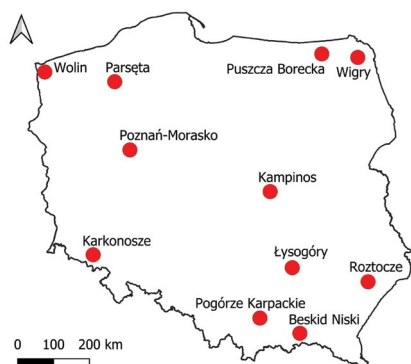 Wolin
Parsęta
Puszcza Borecka
Wigry
Poznań-Morasko
Kampinos
Karkonosze
Łysogóry
Roztocze
Pogórze Karpackie
Beskid Niski
0 100 200 km